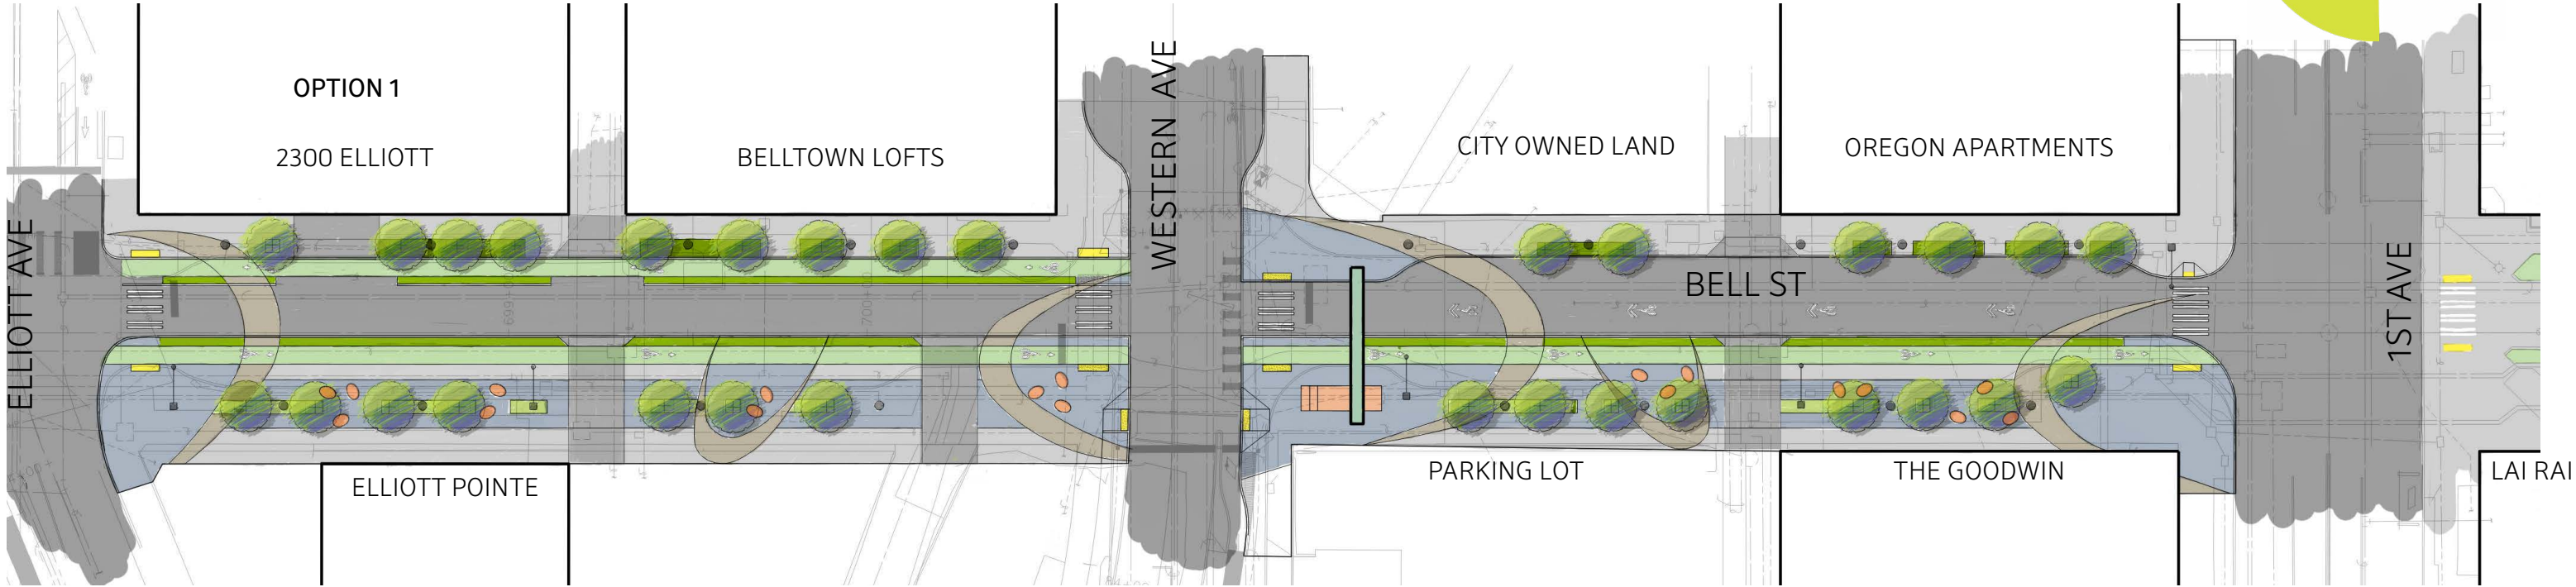 OPTION 1
2300 ELLIOTT
BELLTOWN LOFTS
WESTERN AVE
CITY OWNED LAND
OREGON APARTMENTS
ELLIOTT AVE
BELL ST
1ST AVE
ELLIOTT POINTE
PARKING LOT
THE GOODWIN
LAI RAI